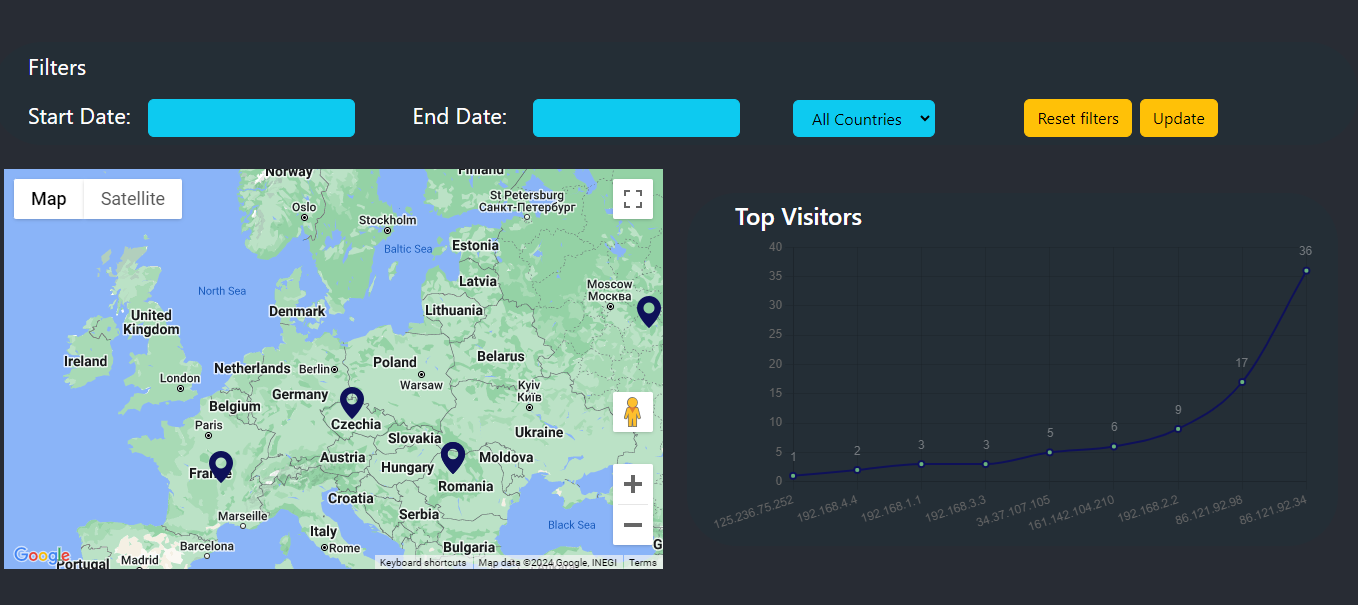 Filters
Start Date:
End Date:
All Countries
Reset filters
Update
Map
Satellite
Norway
Finland
St Petersburg
Санкт-Петербург
Oslo
Stockholm
Baltic Sea
Estonia
North Sea
Latvia
Moscow
Москва
Denmark
Lithuania
United
Kingdom
Ireland
Netherlands
Berlin
Poland
Belarus
London
Warsaw
Kyiv
Київ
Germany
Belgium
Paris
Czechia
Slovakia
Ukraine
France
Austria
Hungary
Moldova
Romania
Croatia
Marseille
Serbia
Italy
Black Sea
Barcelona
Rome
Bulgaria
G
Google
Madrid
Portugal
Keyboard shortcuts
Map data ©2024 Google, INEGI
Terms
Top Visitors
40
35
30
25
20
15
10
5
0
1
2
3
3
5
6
9
17
36
125.236.75.252
192.168.4.4
192.168.1.1
192.168.3.3
34.37.107.105
161.142.104.210
192.168.2.2
86.121.92.98
86.121.92.34